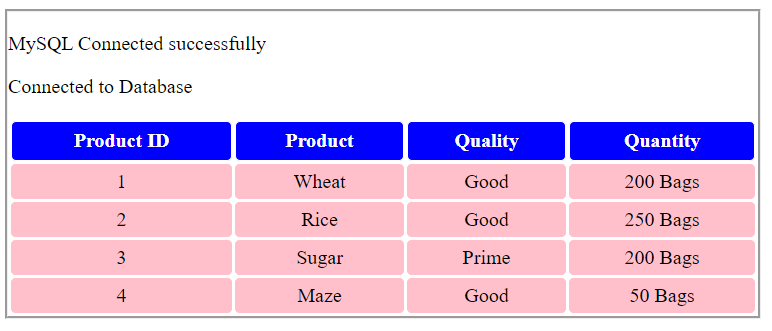 MySQL Connected successfully
Connected to Database
Product ID Product Quality Quantity
1 Wheat Good 200 Bags
2 Rice Good 250 Bags
3 Sugar Prime 200 Bags
4 Maze Good 50 Bags